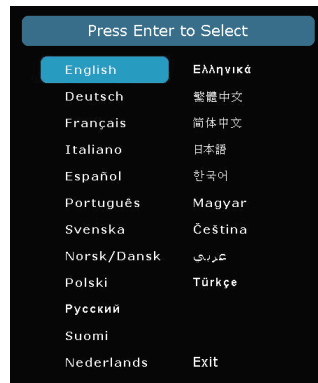 Press Enter to Select
English
Deutsch
Français
Italiano
Español
Português
Svenska
Norsk/Dansk
Polski
Русский
Suomi
Nederlands
Ελληνικά
繁體中文
简体中文
日本語
한국어
Magyar
Čeština
عربي
Türkçe
Exit